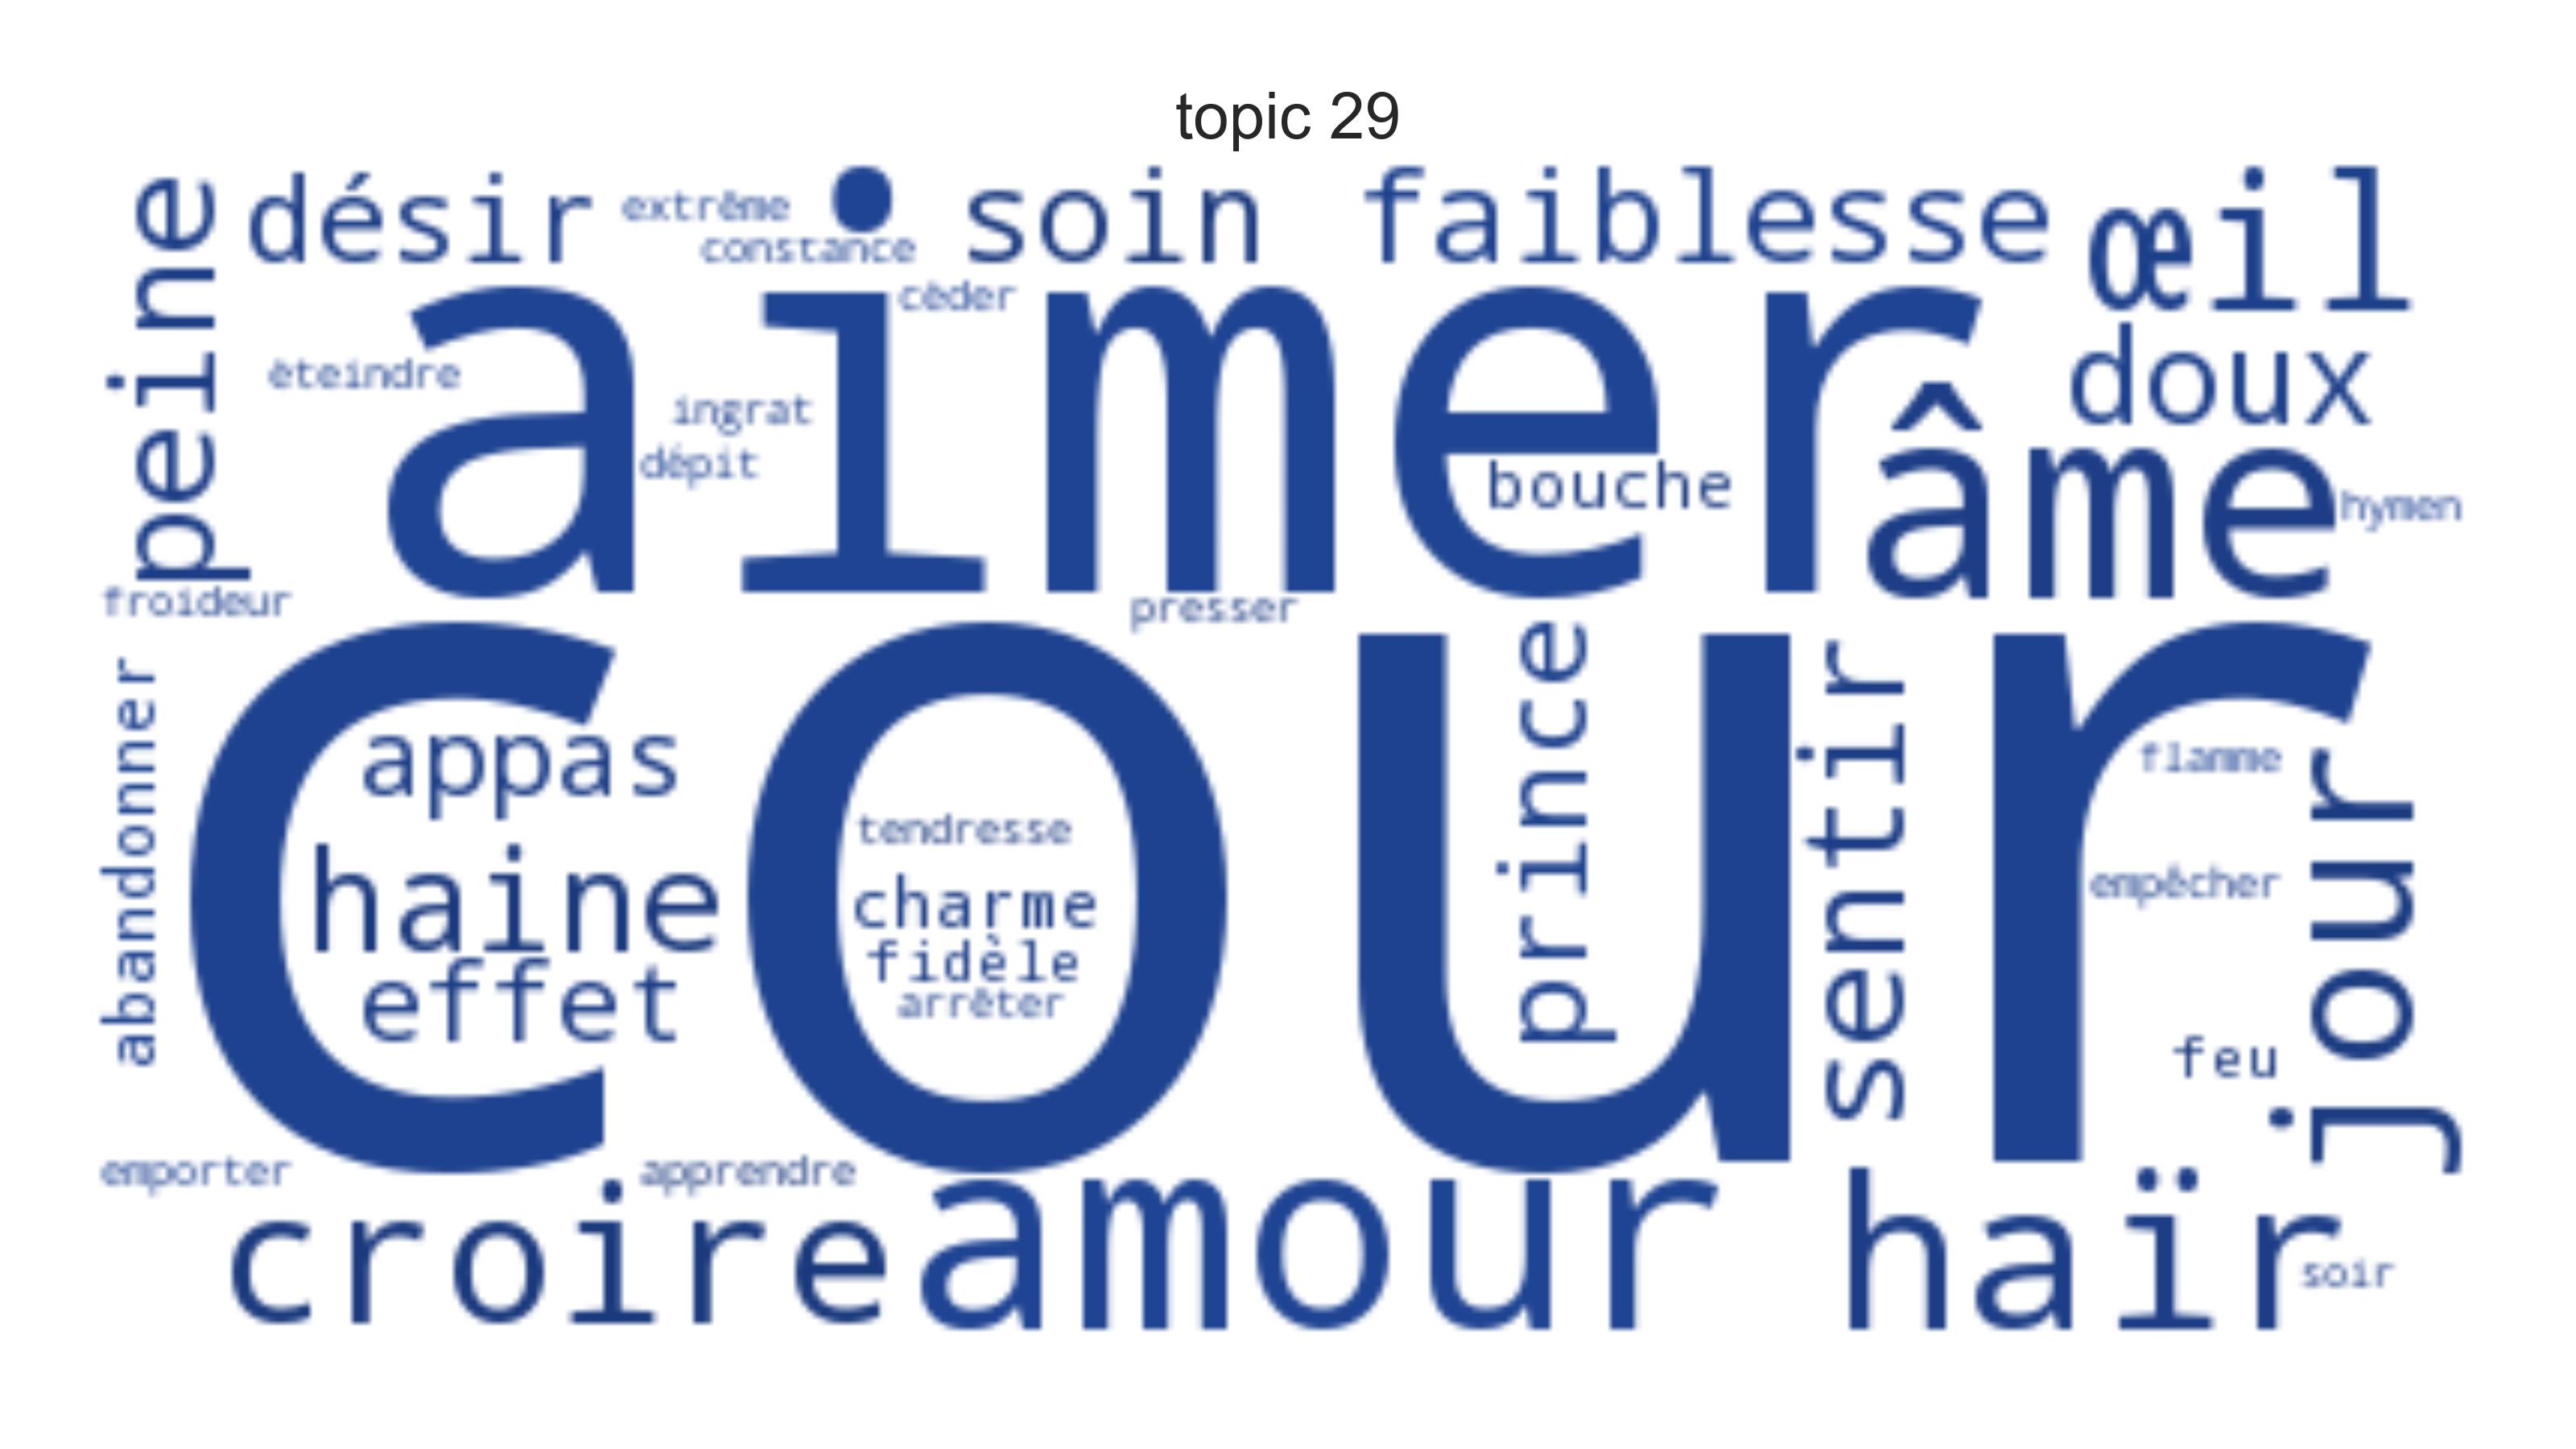 topic 29
peine
désir
extrême
constance
soin
faiblesse
œil
aimer
céder
doux
éteindre
ingrat
dépit
bouche
âme
hymen
froideur
presser
cour
abandonner
appas
haine
effet
tendresse
charme
fidèle
arrêter
prince
sentir
flamme
empêcher
feu
jour
emporter
apprendre
croire
amour
haïr
soir